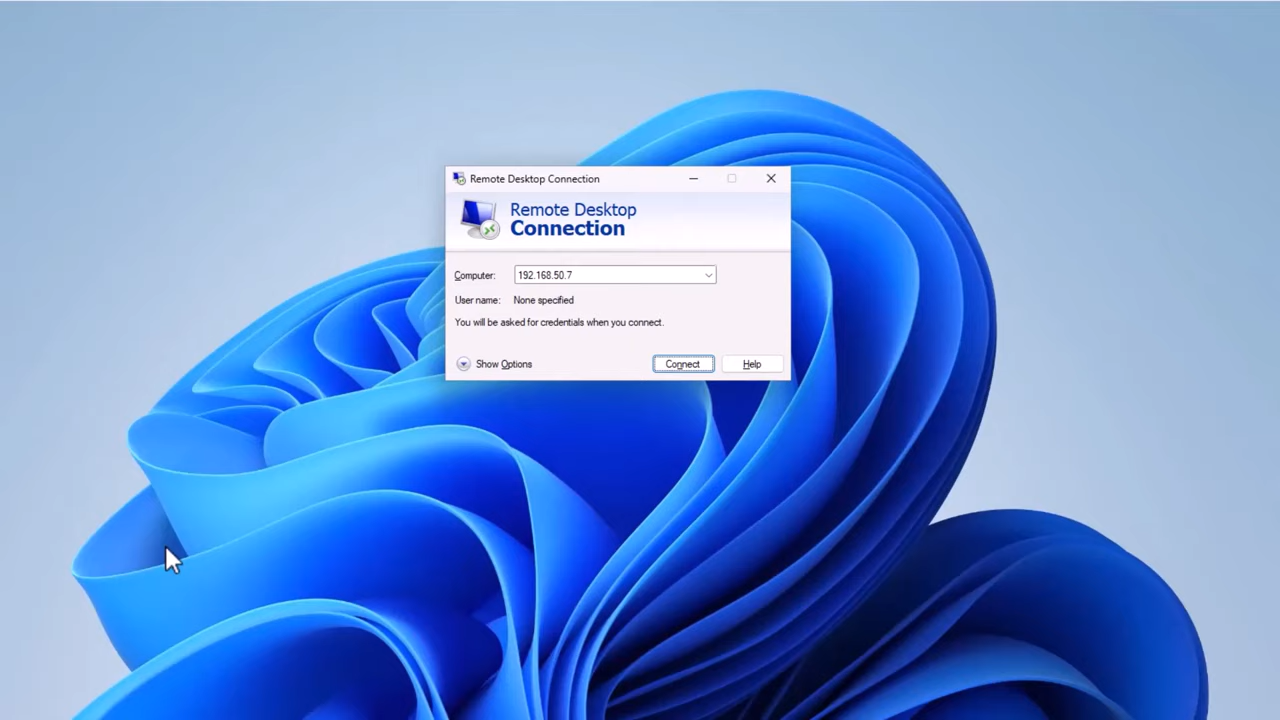 Remote Desktop Connection
Remote Desktop
Connection
Computer: 192.168.50.7
User name: None specified
You will be asked for credentials when you connect.
Show Options Connect Help